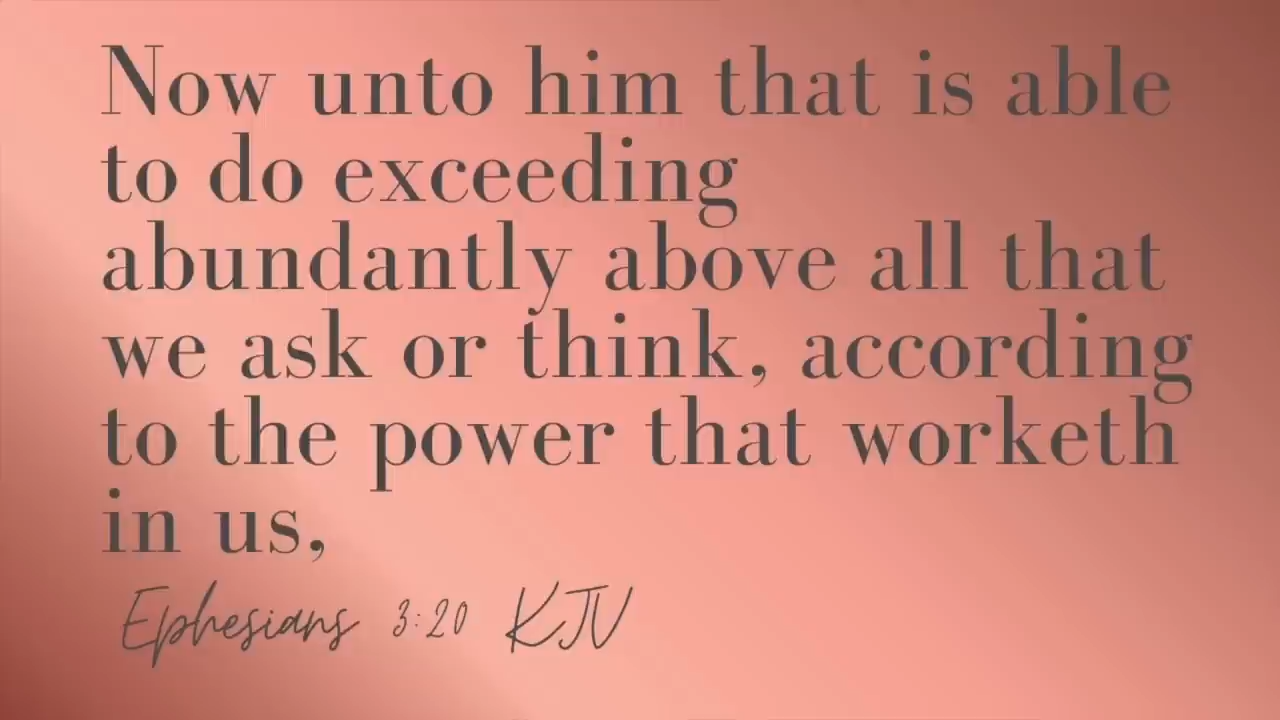 Now unto him that is able
to do exceeding
abundantly above all that
we ask or think, according
to the power that worketh
in us,
Ephesians 3:20 KJV